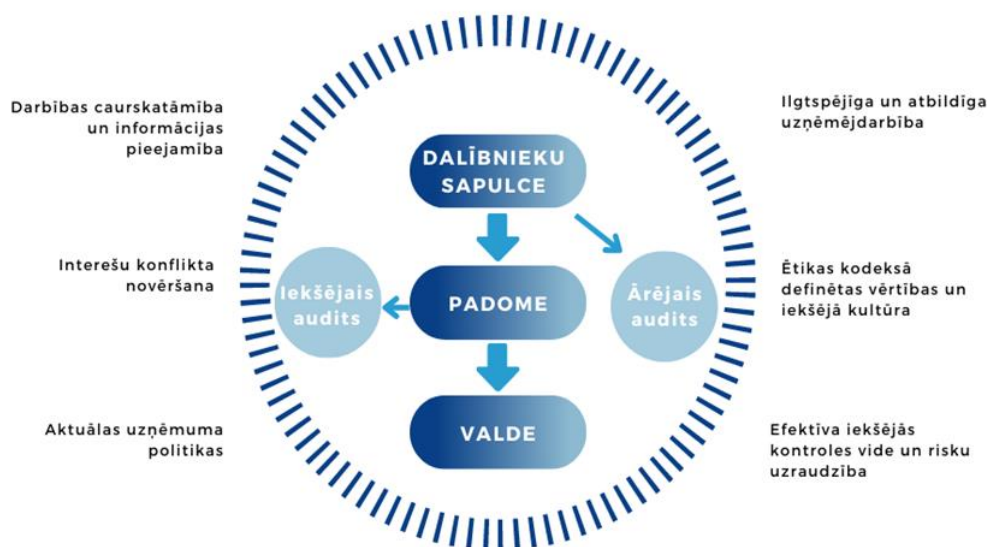 Darbības caurskatāmība
un informācijas
pieejamība
Interešu konflikta
novēršana
Aktuālas uzņēmuma
politikas
DALĪBNIEKU
SAPULCE
Iekšējais
audits
PADOME
Ārējais
audits
VALDE
Ilgtspējīga un atbildīga
uzņēmējdarbība
Ētikas kodeksā
definētas vērtības un
iekšējā kultūra
Efektīva iekšējās
kontroles vide un risku
uzraudzība